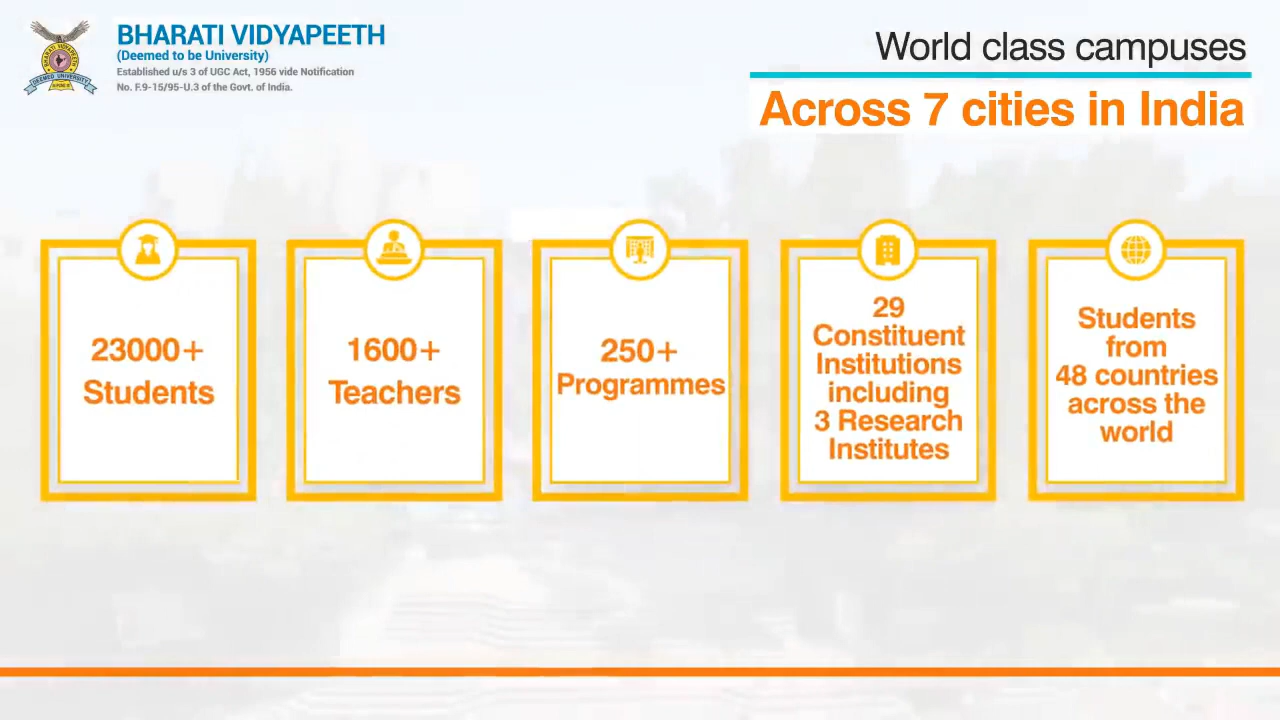 BHARATI VIDYAPEETH
(Deemed to be University)
Established u/s 3 of UGC Act, 1956 vide Notification
No. F.9-15/95-U.3 of the Govt. of India.
World class campuses
Across 7 cities in India
23000+
Students
1600+
Teachers
250+
Programmes
29
Constituent
Institutions
including
3 Research
Institutes
Students
from
48 countries
across the
world